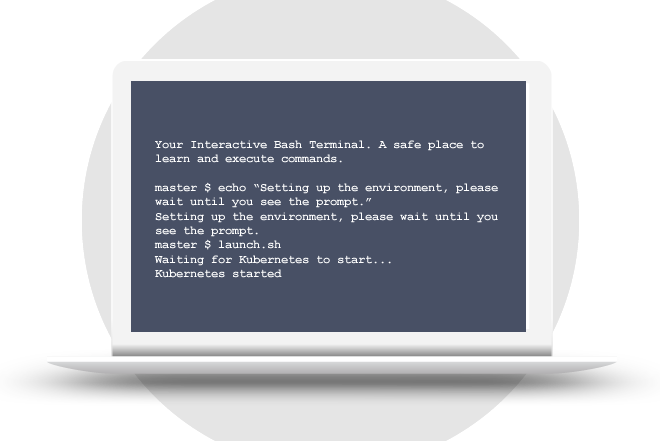 Your Interactive Bash Terminal. A safe place to
learn and execute commands.
master $ echo “Setting up the environment, please
wait until you see the prompt.”
Setting up the environment, please wait until you
see the prompt.
master $ launch.sh
Waiting for Kubernetes to start...
Kubernetes started